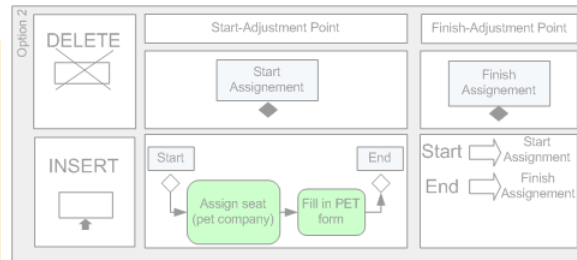 Option 2
DELETE
Start-Adjustment Point
Finish-Adjustment Point
Start
Assignement
Finish
Assignement
INSERT
Start
End
Assign seat
(pet company)
Fill in PET
form
Start
Start
Assignment
End
Finish
Assignement